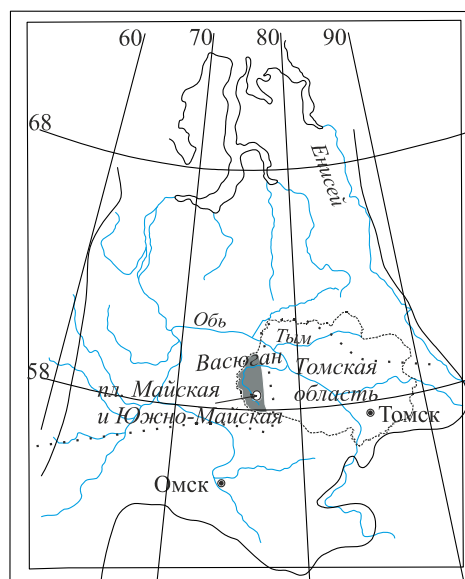 60 70 80 90
68
Енисей
Обь
Тым
Васюган
58
Томская
пл. Майская
область
и Южно-Майская
Томск
Омск